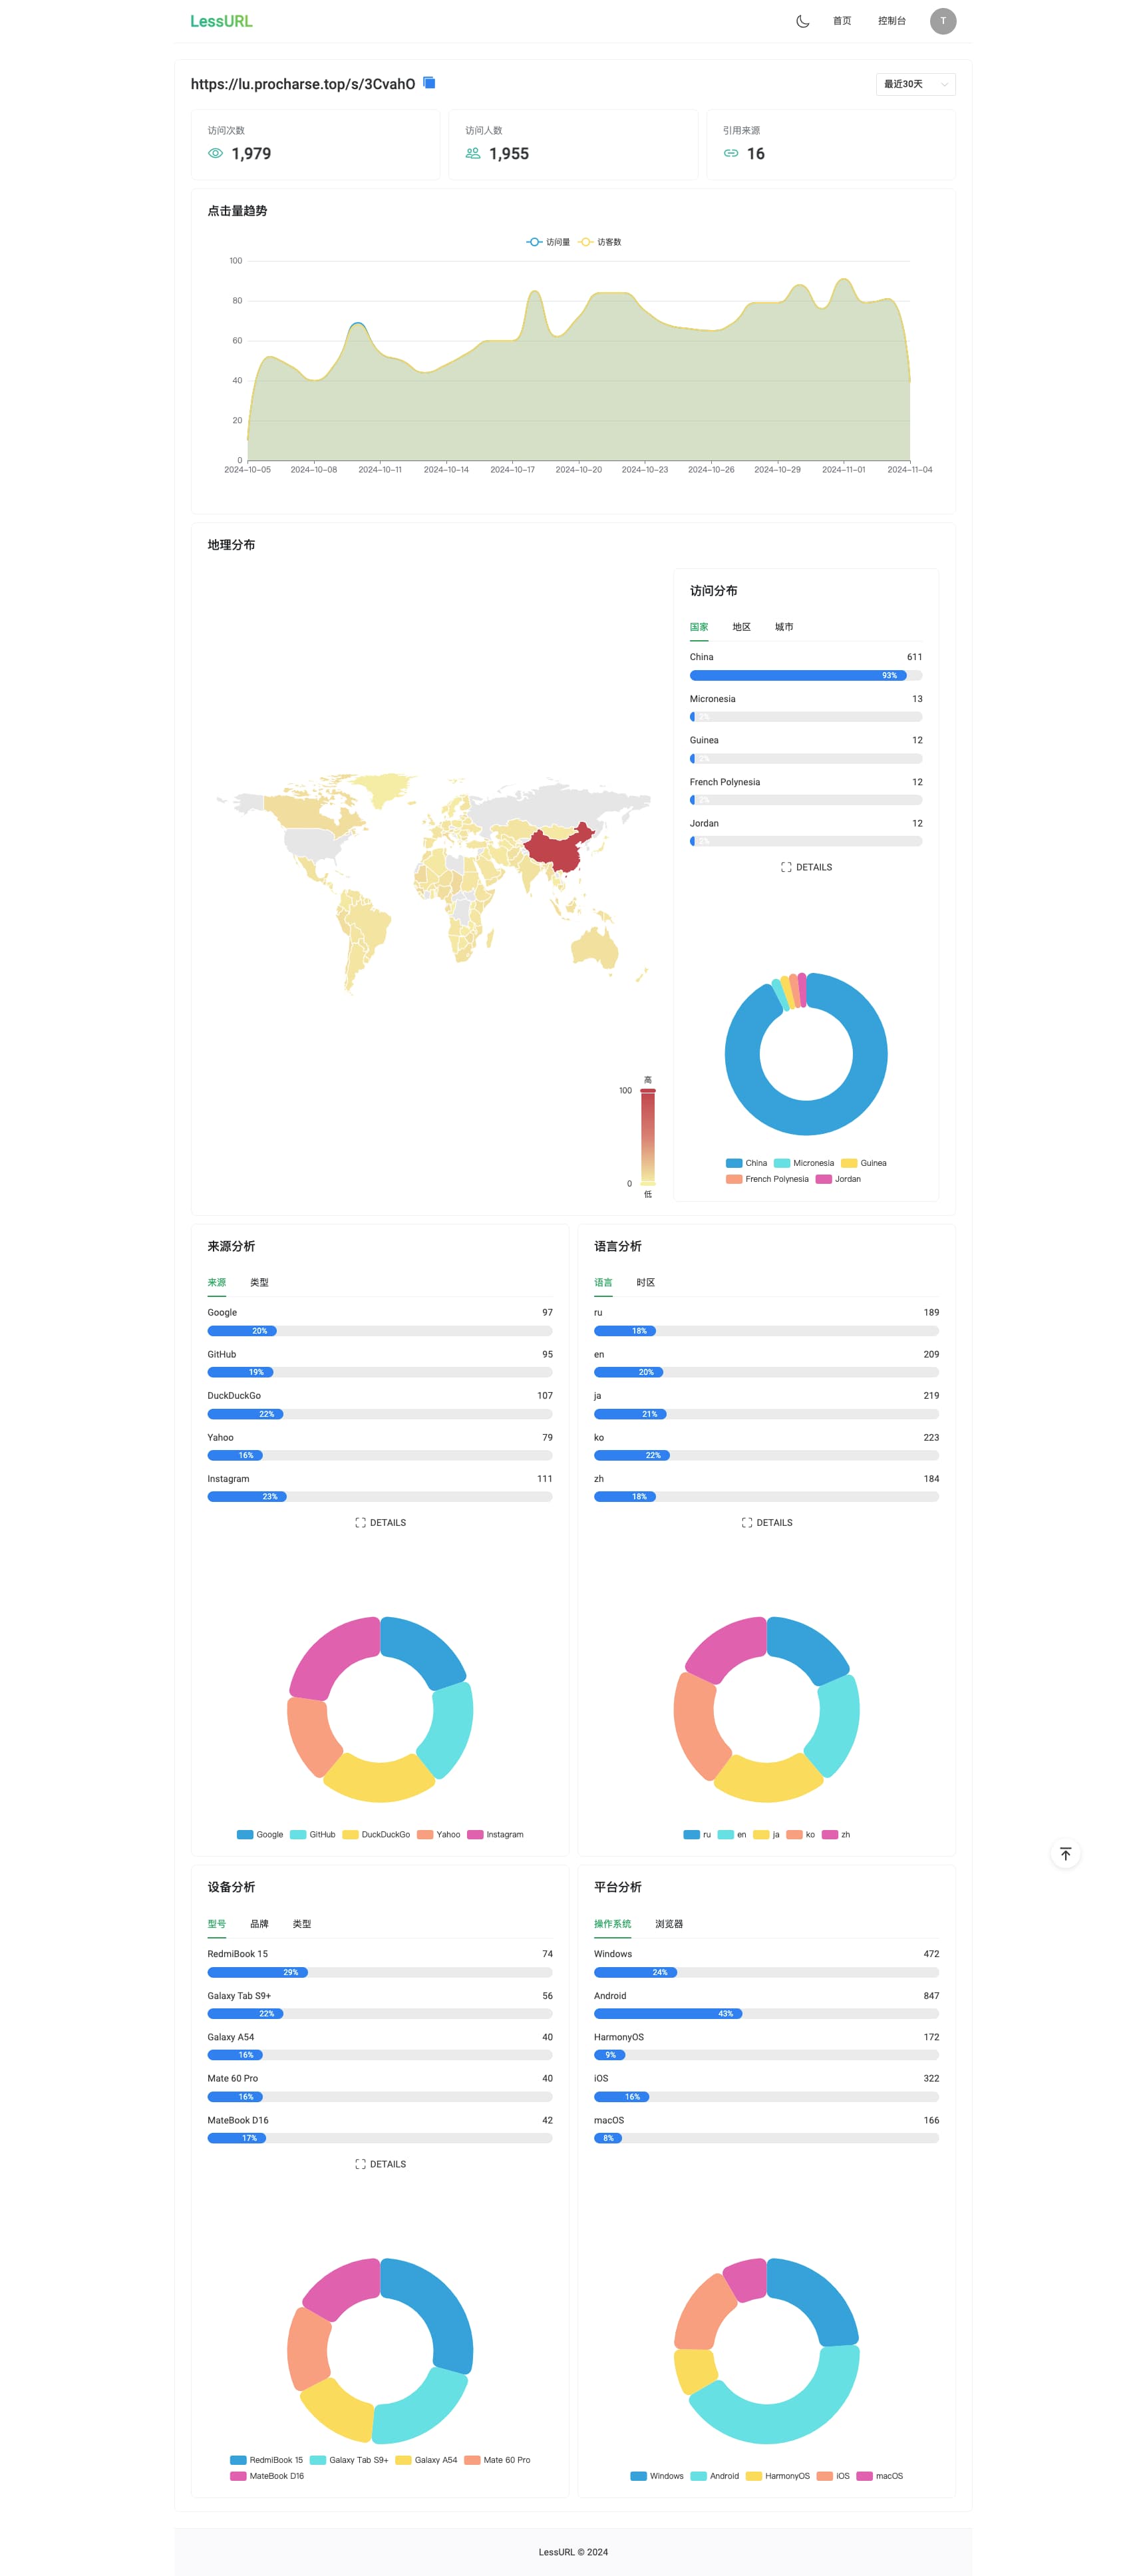 LessURL
首页 控制台 T
https://lu.procharse.top/s/3CvahO
最近30天
访问次数
1,979
访问人数
1,955
引用来源
16
点击量趋势
访问量 访客数
100
80
60
40
20
0
2024-10-05 2024-10-08 2024-10-11 2024-10-14 2024-10-17 2024-10-20 2024-10-23 2024-10-26 2024-10-29 2024-11-01 2024-11-04
地理分布
高
100
0
低
访问分布
国家 地区 城市
China 611
93%
Micronesia 13
2%
Guinea 12
French Polynesia 12
Jordan 12
DETAILS
China Micronesia Guinea
French Polynesia Jordan
来源分析
来源 类型
Google 97
20%
GitHub 95
19%
DuckDuckGo 107
22%
Yahoo 79
16%
Instagram 111
23%
DETAILS
Google GitHub DuckDuckGo Yahoo Instagram
语言分析
语言 时区
ru 189
18%
en 209
20%
ja 219
21%
ko 223
22%
zh 184
18%
DETAILS
ru en ja ko zh
设备分析
型号 品牌 类型
RedmiBook 15 74
29%
Galaxy Tab S9+ 56
22%
Galaxy A54 40
16%
Mate 60 Pro 40
16%
MateBook D16 42
17%
DETAILS
RedmiBook 15 Galaxy Tab S9+ Galaxy A54 Mate 60 Pro
MateBook D16
平台分析
操作系统 浏览器
Windows 472
24%
Android 847
43%
HarmonyOS 172
9%
iOS 322
16%
macOS 166
8%
Windows Android HarmonyOS iOS macOS
LessURL © 2024